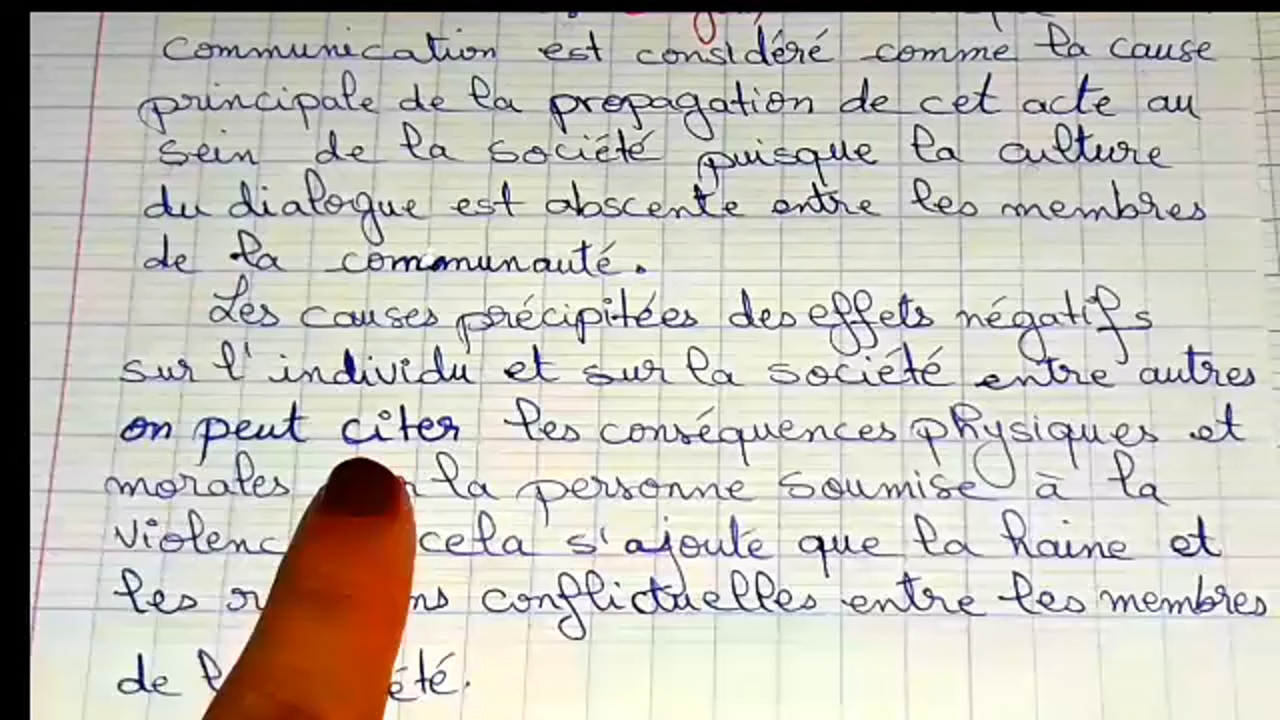 communication est considéré comme la cause
principale de la propagation de cet acte au
sein de la société puisque la culture
du dialogue est abscente entre les membres
de la communauté.
Les causes précipitées des effets négatifs
sur l'individu et sur la société entre autres
on peut citer les conséquences physiques et
morales la personne soumise à la
violenc cela s'ajoute que la haine et
les conflictuelles entre les membres
de